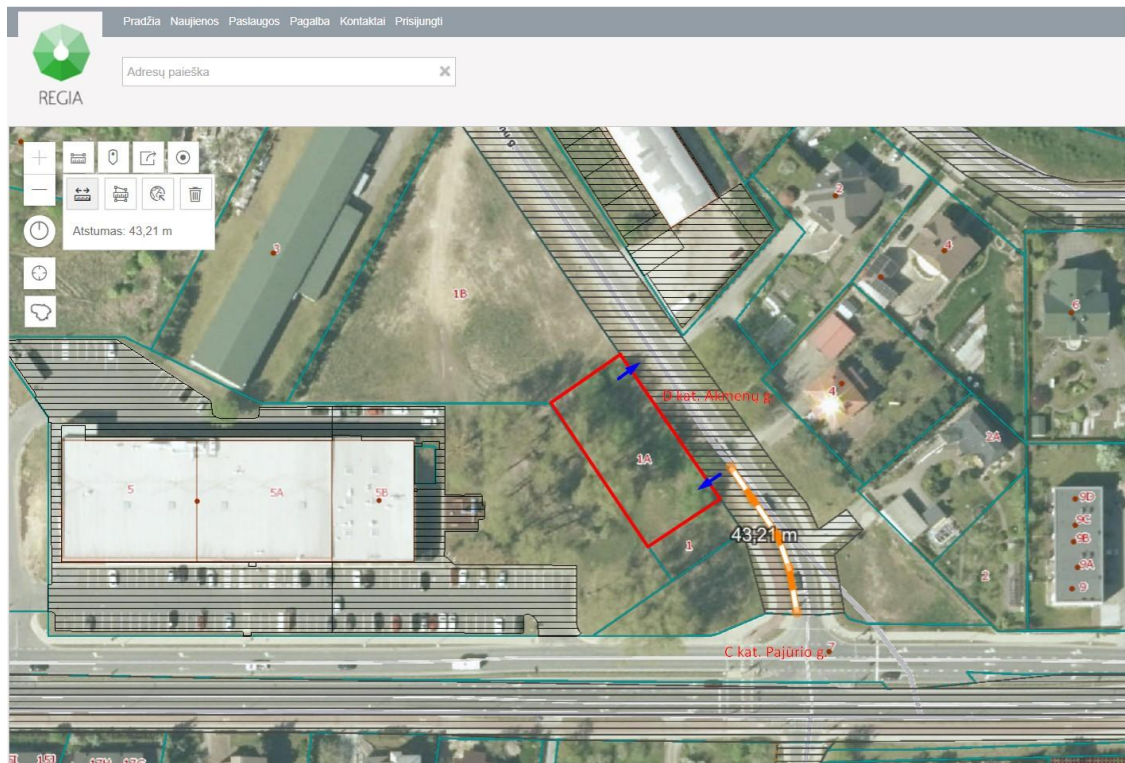 Pradžia Naujienos Paslaugos Pagalba Kontaktai Prisijungti
Adresų paieška
REGIA
Atstumas: 43,21 m
3
1B
2
4
6
4
D kat. Akmenų g.
1A
2A
5
5A
5B
43,21 m
1
9D
9C
9B
9A
9
2
C kat. Pajūrio g.
7